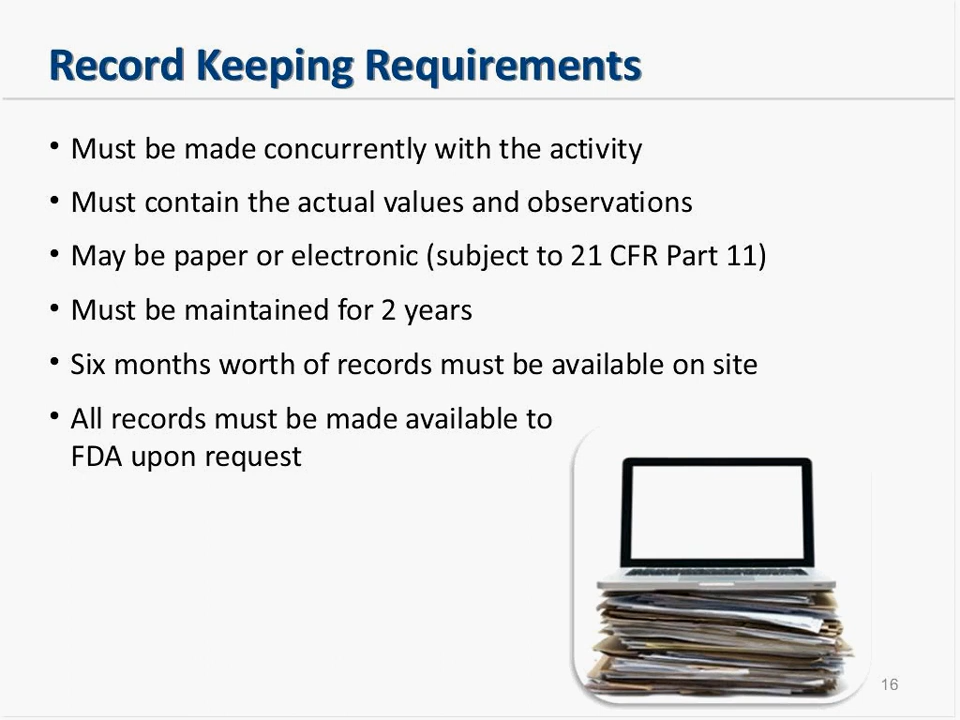 Record Keeping Requirements
• Must be made concurrently with the activity
• Must contain the actual values and observations
• May be paper or electronic (subject to 21 CFR Part 11)
• Must be maintained for 2 years
• Six months worth of records must be available on site
• All records must be made available to
FDA upon request
16